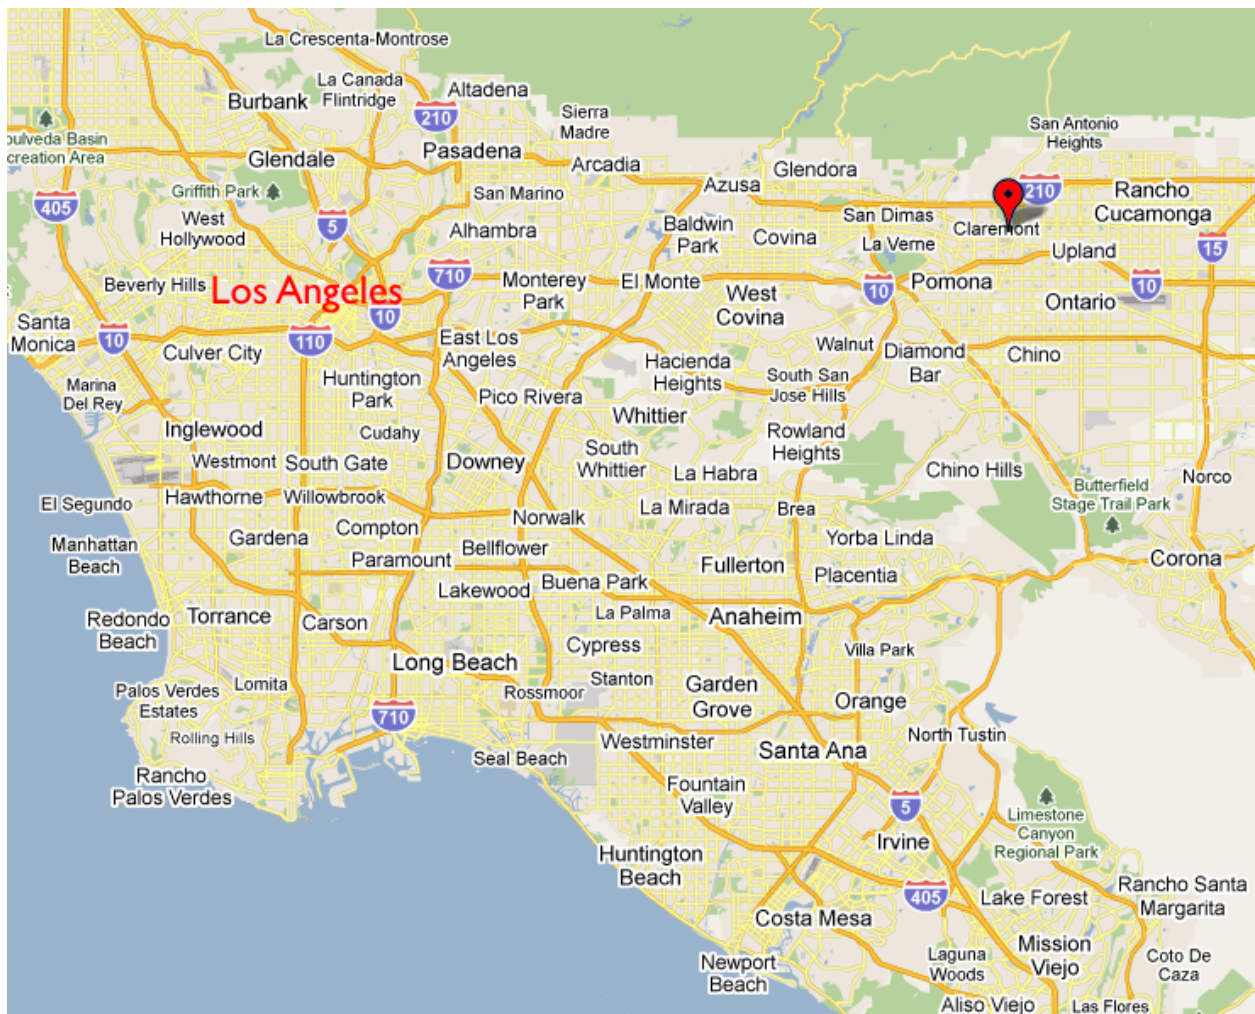 La Crescenta-Montrose
La Canada
Flintridge
Altadena
Burbank
210
Sierra
Madre
San Antonio
Heights
oulveda Basin
creation Area
Glendale
Pasadena
Arcadia
Glendora
Griffith Park
San Marino
Azusa
210
Rancho
Cucamonga
405
West
Hollywood
5
Alhambra
Baldwin
Park
Covina
San Dimas
Claremont
La Verne
Upland
15
Beverly Hills
Los Angeles
710
Monterey
Park
El Monte
West
Covina
10
Pomona
10
Ontario
Santa
Monica
10
110
10
Culver City
East Los
Angeles
Hacienda
Heights
Walnut
Diamond
Bar
Chino
Marina
Del Rey
Huntington
Park
Pico Rivera
South San
Jose Hills
Whittier
Inglewood
Cudahy
Rowland
Heights
Westmont
South Gate
Downey
South
Whittier
La Habra
Chino Hills
Norco
El Segundo
Hawthorne
Willowbrook
Norwalk
La Mirada
Brea
Butterfield
Stage Trail Park
Manhattan
Beach
Gardena
Compton
Bellflower
Yorba Linda
Corona
Paramount
Fullerton
Placentia
Lakewood
Buena Park
Redondo
Beach
Torrance
Carson
La Palma
Anaheim
Cypress
Villa Park
Long Beach
Palos Verdes
Estates
Lomita
Rossmoor
Stanton
Garden
Grove
Orange
710
Rolling Hills
Westminster
Santa Ana
North Tustin
Seal Beach
Rancho
Palos Verdes
Fountain
Valley
5
Limestone
Canyon
Regional Park
Irvine
Huntington
Beach
405
Lake Forest
Rancho Santa
Margarita
Costa Mesa
Mission
Viejo
Laguna
Woods
Coto De
Caza
Newport
Beach
Aliso Viejo
Las Flores